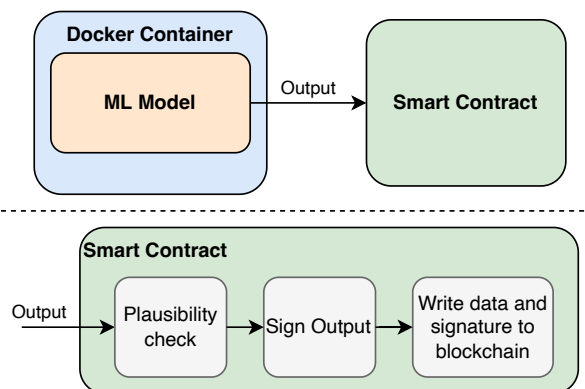 Docker Container
ML Model
Output
Smart Contract
Smart Contract
Output
Plausibility
check
Sign Output
Write data and
signature to
blockchain